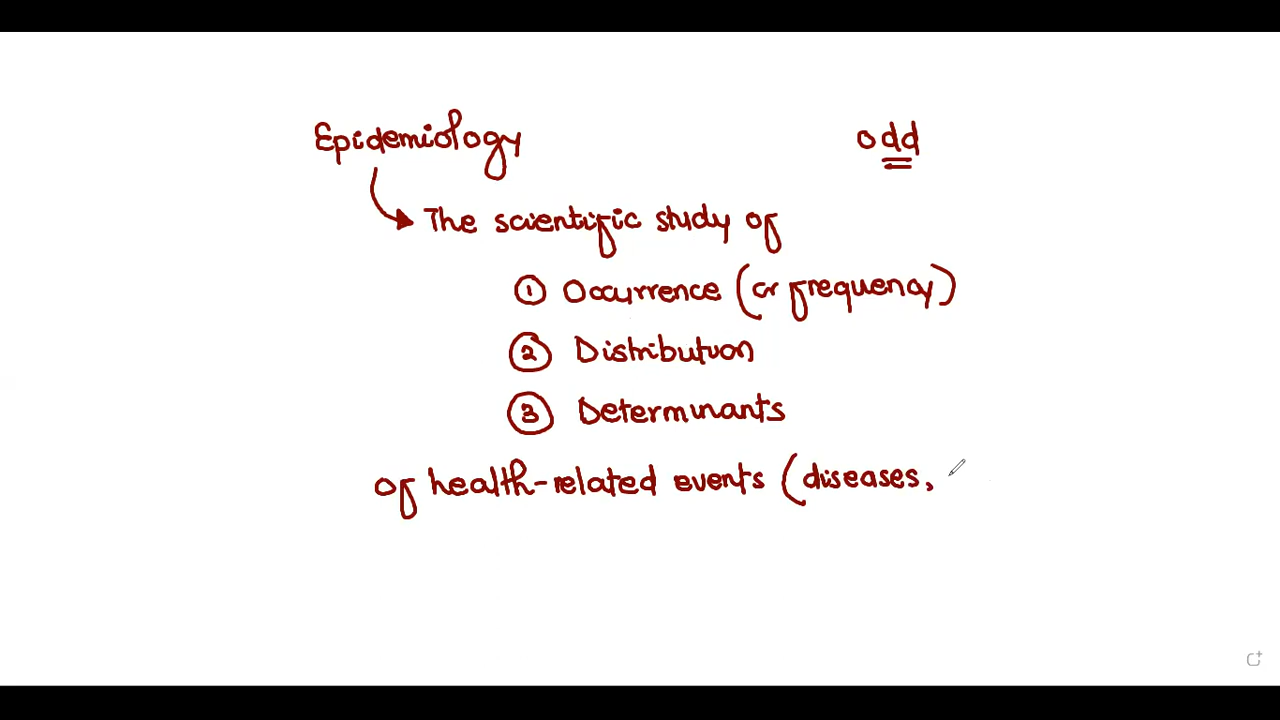 Epidemiology odd
The scientific study of
① Occurrence (or frequency)
② Distribution
③ Determinants
of health-related events (diseases,